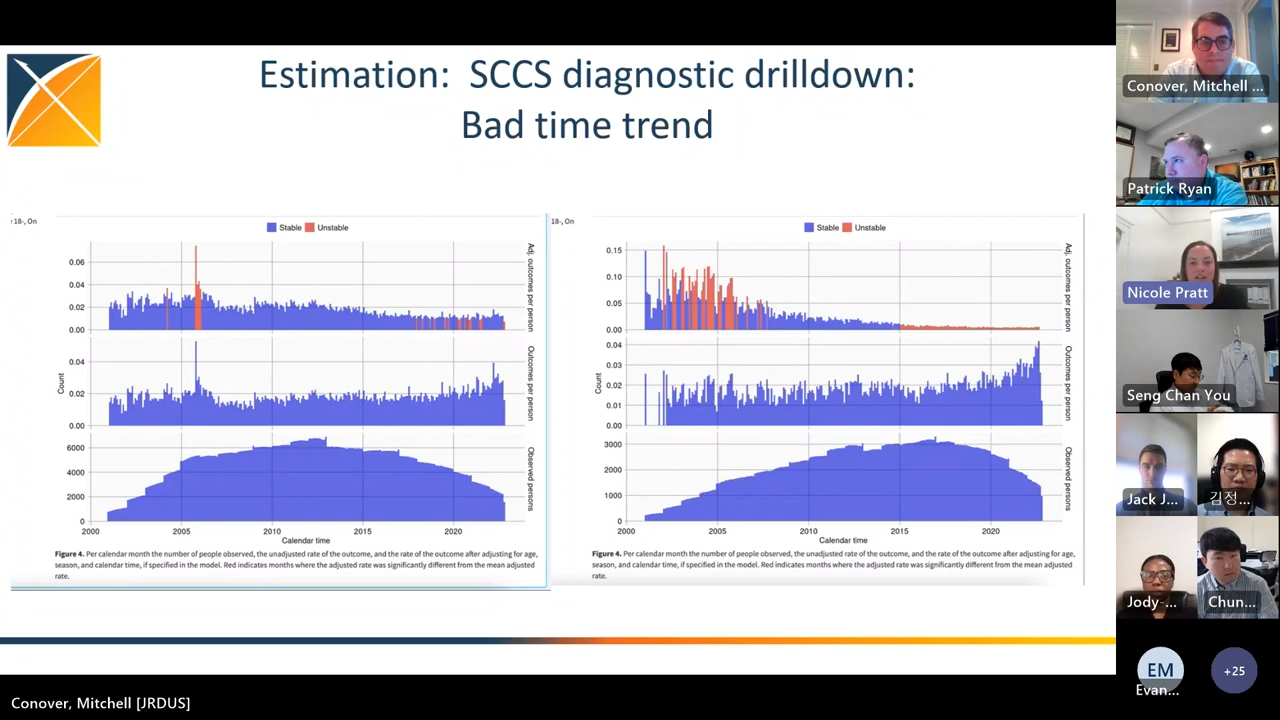 Estimation:  SCCS diagnostic drilldown:
Bad time trend
18-, On
Stable Unstable
0.06
0.04
0.02
0.00
Adj. outcomes per person
0.04
0.02
0.00
Outcomes per person
Count
6000
4000
2000
0
Observed persons
2000 2005 2010 2015 2020
Calendar time
Figure 4. Per calendar month the number of people observed, the unadjusted rate of the outcome, and the rate of the outcome after adjusting for age,
season, and calendar time, if specified in the model. Red indicates months where the adjusted rate was significantly different from the mean adjusted
rate.
18-, On
Stable Unstable
0.15
0.10
0.05
0.00
Adj. outcomes per person
0.04
0.03
0.02
0.01
0.00
Outcomes per person
Count
3000
2000
1000
0
Observed persons
2000 2005 2010 2015 2020
Calendar time
Figure 4. Per calendar month the number of people observed, the unadjusted rate of the outcome, and the rate of the outcome after adjusting for age,
season, and calendar time, if specified in the model. Red indicates months where the adjusted rate was significantly different from the mean adjusted
rate.
Conover, Mitchell ...
Patrick Ryan
Nicole Pratt
Seng Chan You
Jack J...
김정...
Jody-...
Chun...
EM
Evan...
+25
Conover, Mitchell [JRDUS]